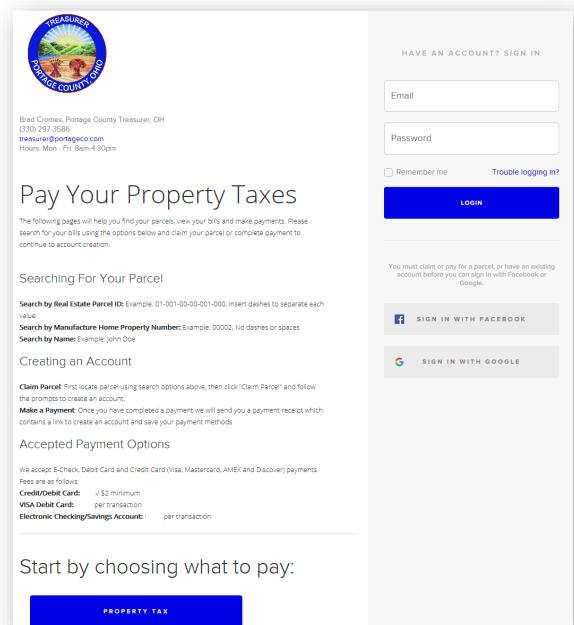 TREASURER
PORTAGE COUNTY, OHIO
Brad Cromes, Portage County Treasurer, OH
(330) 297-3586
treasurer@portageco.com
Hours: Mon - Fri: 8am-4:30pm
Pay Your Property Taxes
The following pages will help you find your parcels, view your bills and make payments. Please
search for your bills using the options below and claim your parcel or complete payment to
continue to account creation.
Searching For Your Parcel
Search by Real Estate Parcel ID: Example: 01-001-00-00-001-000, Insert dashes to separate each
value
Search by Manufacture Home Property Number: Example: 00002, No dashes or spaces
Search by Name: Example: John Doe
Creating an Account
Claim Parcel: First locate parcel using search options above, then click "Claim Parcel" and follow
the prompts to create an account.
Make a Payment: Once you have completed a payment we will send you a payment receipt which
contains a link to create an account and save your payment methods
Accepted Payment Options
We accept E-Check, Debit Card and Credit Card (Visa, Mastercard, AMEX and Discover) payments.
Fees are as follows:
Credit/Debit Card: $2 minimum
VISA Debit Card: per transaction
Electronic Checking/Savings Account: per transaction
Start by choosing what to pay:
PROPERTY TAX
HAVE AN ACCOUNT? SIGN IN
Email
Password
Remember me
Trouble logging in?
LOGIN
You must claim or pay for a parcel, or have an existing
account before you can sign in with Facebook or
Google.
SIGN IN WITH FACEBOOK
SIGN IN WITH GOOGLE